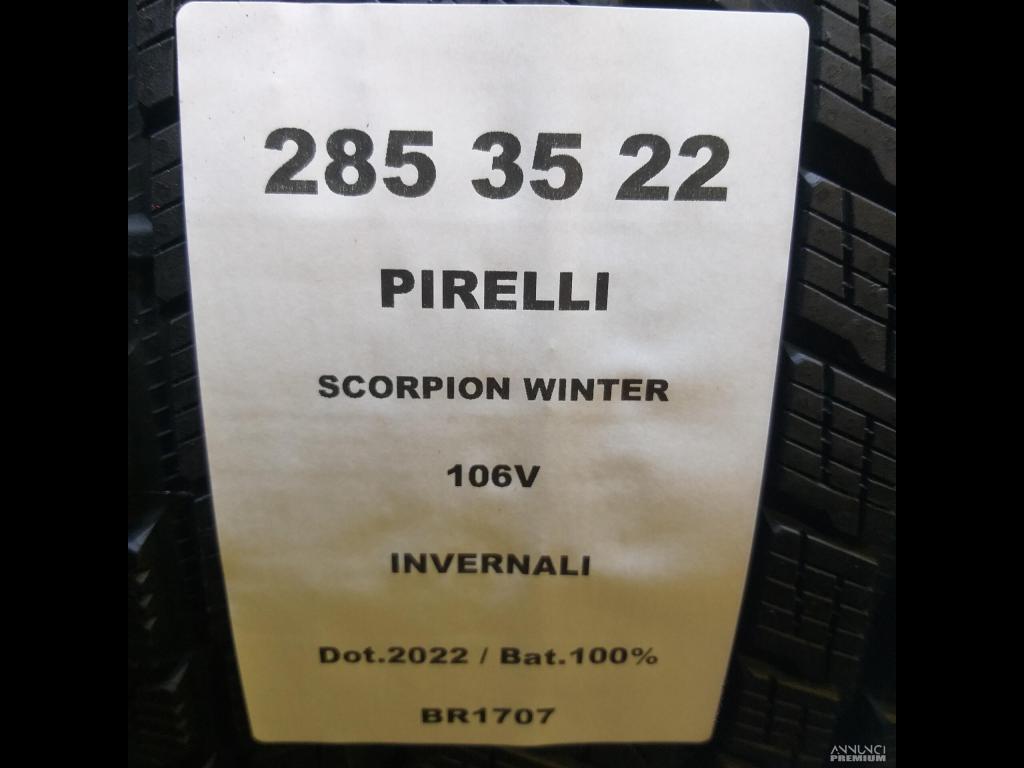 285 35 22
PIRELLI
SCORPION WINTER
106V
INVERNALI
Dot.2022 / Bat.100%
BR1707
ANNUNCI
PREMIUM